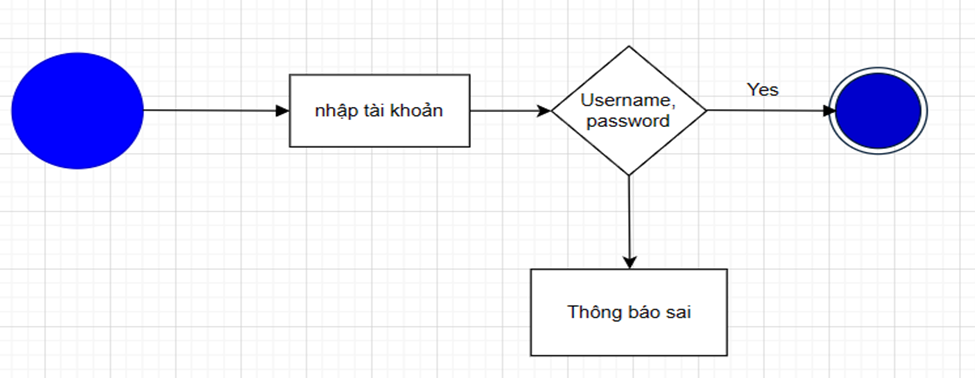 nhập tài khoản
Username,
password
Yes
Thông báo sai